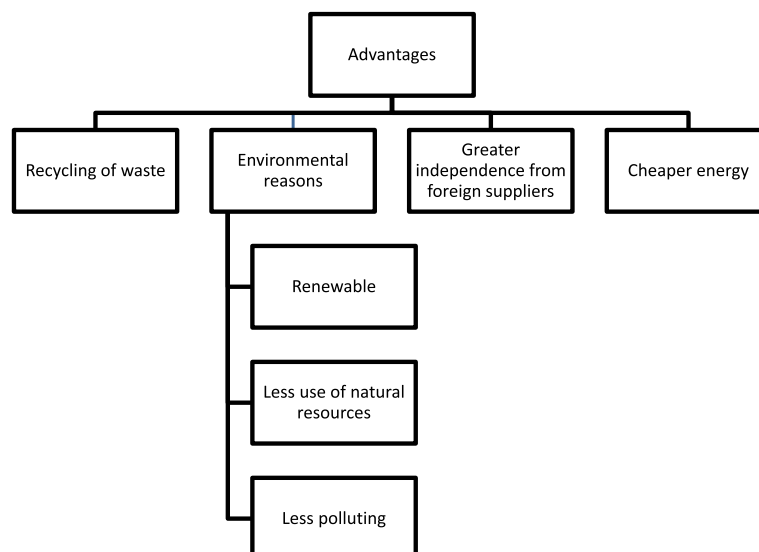 Advantages
Recycling of waste
Environmental
reasons
Greater
independence from
foreign suppliers
Cheaper energy
Renewable
Less use of natural
resources
Less polluting